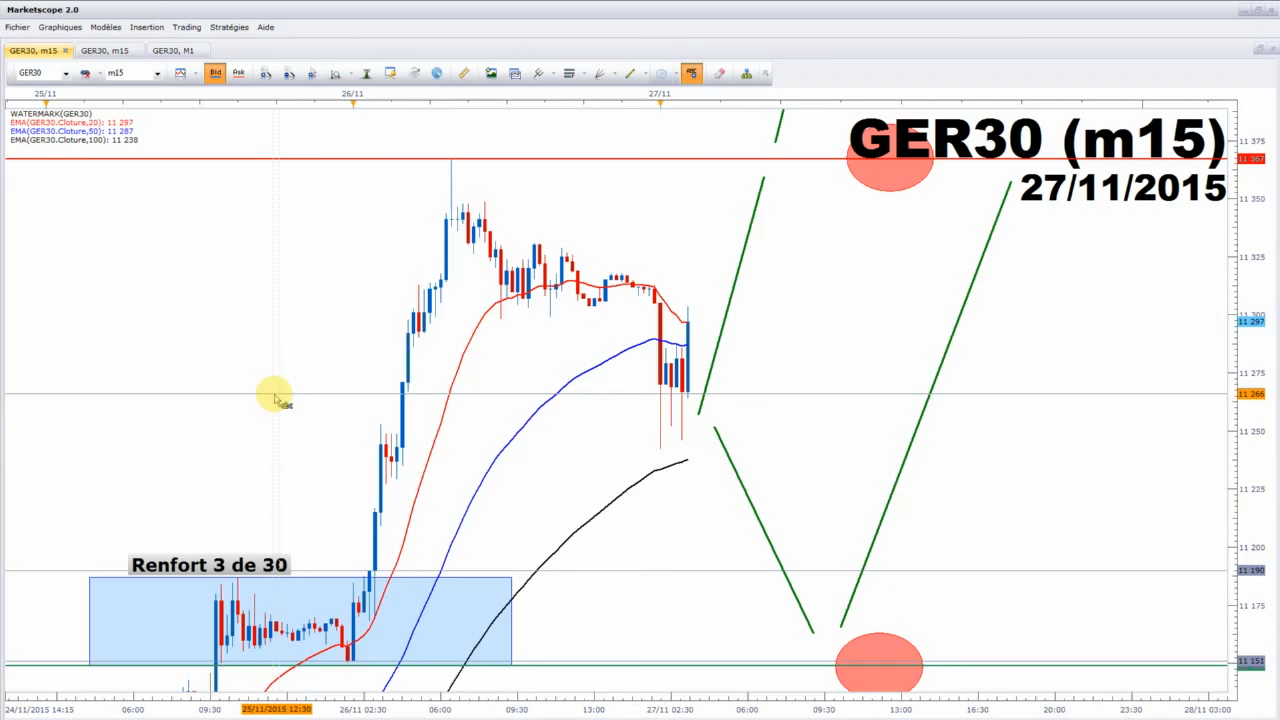 Marketscope 2.0
Fichier Graphiques Modèles Insertion Trading Stratégies Aide
GER30, m15 GER30, m15 GER30, M1
GER30 m15 Bid Ask
25/11 26/11 27/11
WATERMARK(GER30)
EMA(GER30.Cloture,20): 11 297
EMA(GER30.Cloture,50): 11 287
EMA(GER30.Cloture,100): 11 238
GER30 (m15)
27/11/2015
11 375
11 367
11 350
11 325
11 300
11 297
11 275
11 266
11 250
11 225
11 200
11 190
11 175
11 151
Renfort 3 de 30
24/11/2015 14:15 06:00 09:30 25/11/2015 12:30 26/11 02:30 06:00 09:30 13:00 27/11 02:30 06:00 09:30 13:00 16:30 20:00 23:30 28/11 03:00